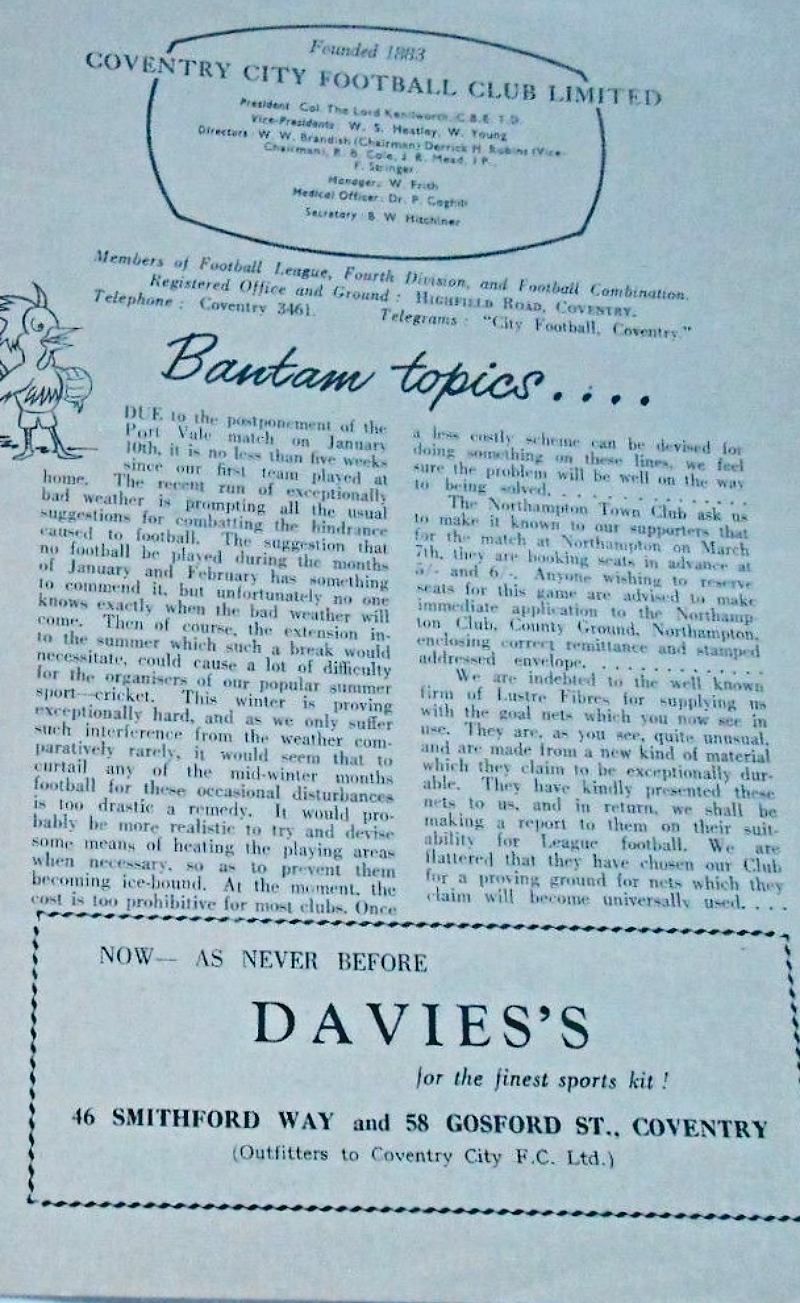 Founded 1883
COVENTRY CITY FOOTBALL CLUB LIMITED
President Col. The Lord Kenilworth, C.B.E. T.D.
Vice-Presidents: W. S. Heatley, W. Young
Directors: W. W. Brandish (Chairman) Derrick H. Robins (Vice-
Chairman), R. B. Cole, J. R. Mead, J.P.,
F. Stringer
Manager: W. Frith
Medical Officer: Dr. P.
Secretary: B. W. Hitchiner
Members of Football League, Fourth Division, and Football Combination.
Registered Office and Ground: HIGHFIELD ROAD, COVENTRY.
Telephone: Coventry 3461. Telegrams: "City Football, Coventry."
Bantam topics....
DUE to the postponement of the
Port Vale match on January
10th, it is no less than five weeks
since our first team played at
home. The recent run of exceptionally
bad weather is prompting all the usual
suggestions for combatting the hindrance
caused to football. The suggestion that
no football be played during the months
of January and February has something
to commend it, but unfortunately no one
knows exactly when the bad weather will
come. Then of course, the extension in-
to the summer which such a break would
necessitate, could cause a lot of difficulty
for the organisers of our popular summer
sport—cricket. This winter is proving
exceptionally hard, and as we only suffer
such interference from the weather com-
paratively rarely, it would seem that to
curtail any of the mid-winter months
football for these occasional disturbances
is too drastic a remedy. It would pro-
bably be more realistic to try and devise
some means of heating the playing areas
when necessary, so as to prevent them
becoming ice-bound. At the moment, the
cost is too prohibitive for most clubs. Once
a less costly scheme can be devised for
doing something on these lines, we feel
sure the problem will be well on the way
to being solved. . . . . . . . . . . . .
The Northampton Town Club ask us
to make it known to our supporters that
for the match at Northampton on March
7th, they are booking seats in advance at
5/- and 6/-. Anyone wishing to reserve
seats for this game are advised to make
immediate application to the Northamp-
ton Club, County Ground, Northampton,
enclosing correct remittance and stamped
addressed envelope. . . . . . . . . . .
We are indebted to the well known
firm of Lustre Fibres for supplying us
with the goal nets which you now see in
use. They are, as you see, quite unusual,
and are made from a new kind of material
which they claim to be exceptionally dur-
able. They have kindly presented these
nets to us, and in return, we shall be
making a report to them on their suit-
ability for League football. We are
flattered that they have chosen our Club
for a proving ground for nets which they
claim will become universally used. . . .
NOW— AS NEVER BEFORE
DAVIES'S
for the finest sports kit !
46 SMITHFORD WAY and 58 GOSFORD ST., COVENTRY
(Outfitters to Coventry City F.C. Ltd.)